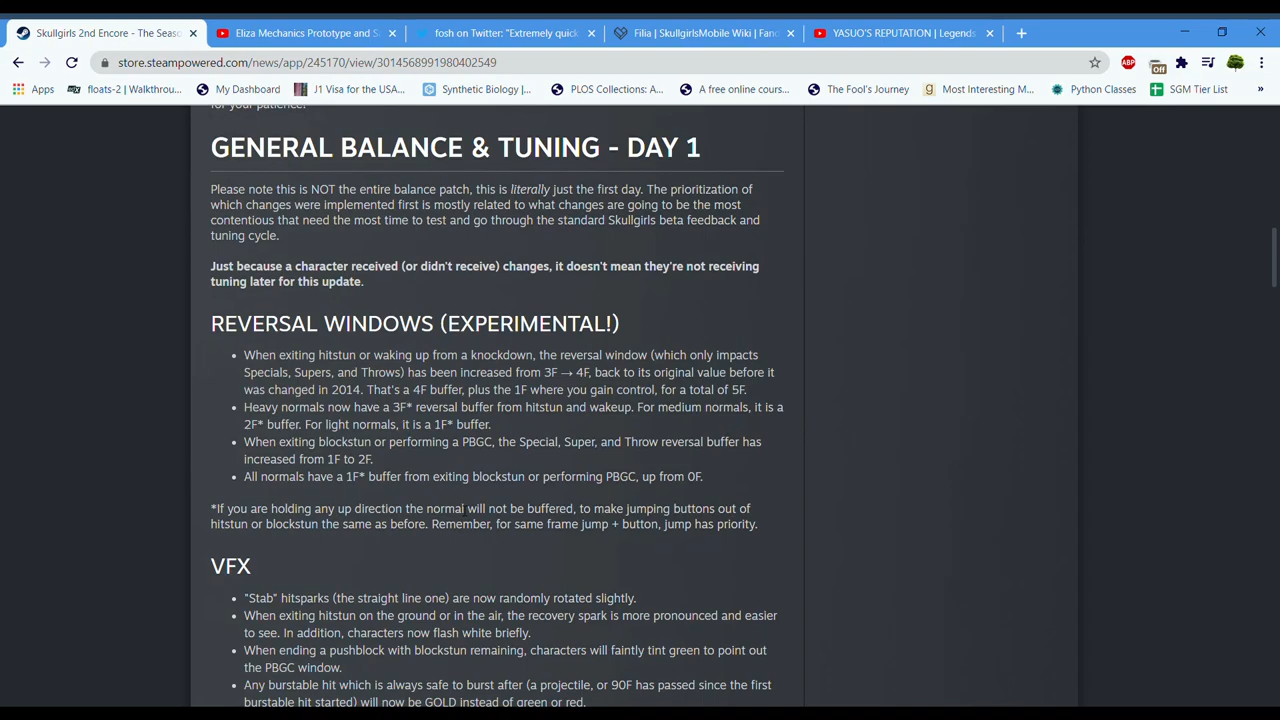 Skullgirls 2nd Encore - The Seaso
Eliza Mechanics Prototype and S
fosh on Twitter: "Extremely quick
Filia | SkullgirlsMobile Wiki | Fand
YASUO'S REPUTATION | Legends
store.steampowered.com/news/app/245170/view/3014568991980402549
ABP
Off
Apps
floats-2 | Walkthrou...
My Dashboard
J1 Visa for the USA...
Synthetic Biology |...
PLOS Collections: A...
A free online cours...
The Fool's Journey
Most Interesting M...
Python Classes
SGM Tier List
»
for your patience!
GENERAL BALANCE & TUNING - DAY 1
Please note this is NOT the entire balance patch, this is literally just the first day. The prioritization of
which changes were implemented first is mostly related to what changes are going to be the most
contentious that need the most time to test and go through the standard Skullgirls beta feedback and
tuning cycle.
Just because a character received (or didn't receive) changes, it doesn't mean they're not receiving
tuning later for this update.
REVERSAL WINDOWS (EXPERIMENTAL!)
• When exiting hitstun or waking up from a knockdown, the reversal window (which only impacts
Specials, Supers, and Throws) has been increased from 3F → 4F, back to its original value before it
was changed in 2014. That's a 4F buffer, plus the 1F where you gain control, for a total of 5F.
• Heavy normals now have a 3F* reversal buffer from hitstun and wakeup. For medium normals, it is a
2F* buffer. For light normals, it is a 1F* buffer.
• When exiting blockstun or performing a PBGC, the Special, Super, and Throw reversal buffer has
increased from 1F to 2F.
• All normals have a 1F* buffer from exiting blockstun or performing PBGC, up from 0F.
*If you are holding any up direction the normal will not be buffered, to make jumping buttons out of
hitstun or blockstun the same as before. Remember, for same frame jump + button, jump has priority.
VFX
• "Stab" hitsparks (the straight line one) are now randomly rotated slightly.
• When exiting hitstun on the ground or in the air, the recovery spark is more pronounced and easier
to see. In addition, characters now flash white briefly.
• When ending a pushblock with blockstun remaining, characters will faintly tint green to point out
the PBGC window.
• Any burstable hit which is always safe to burst after (a projectile, or 90F has passed since the first
burstable hit started) will now be GOLD instead of green or red.